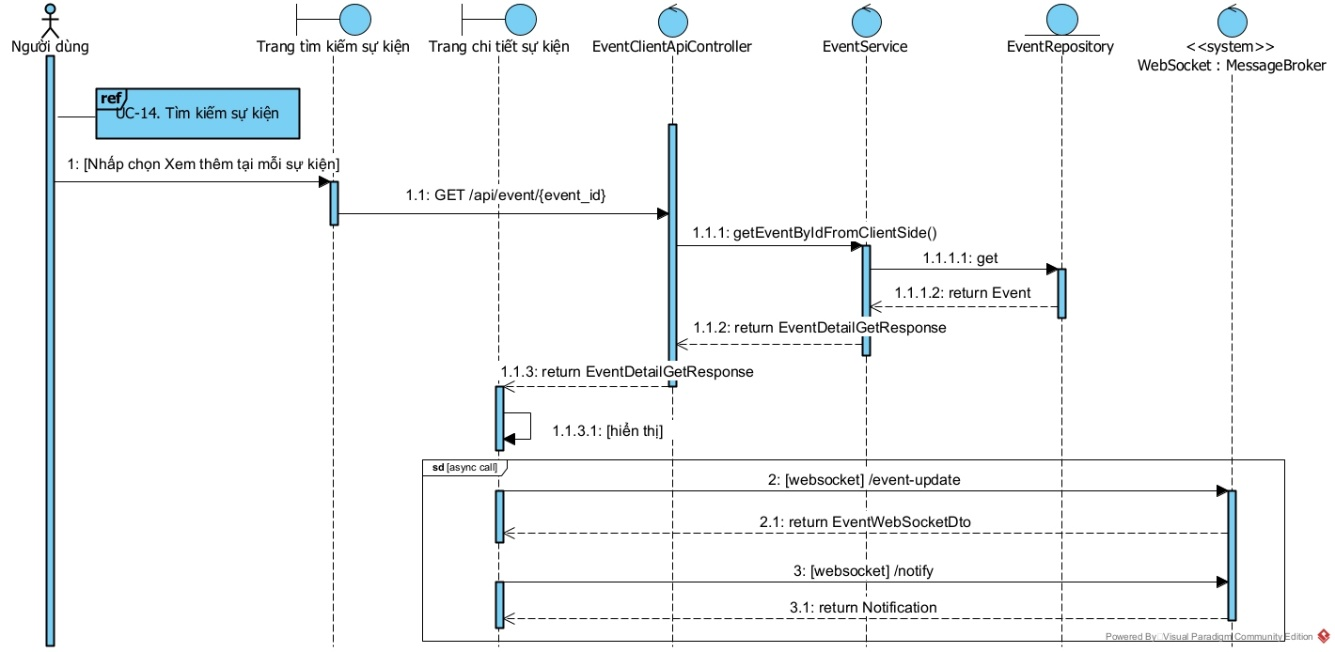 Người dùng
Trang tìm kiếm sự kiện
Trang chi tiết sự kiện
EventClientApiController
EventService
EventRepository
<<system>>
WebSocket : MessageBroker
ref
UC-14. Tìm kiếm sự kiện
1: [Nhấp chọn Xem thêm tại mỗi sự kiện]
1.1: GET /api/event/{event_id}
1.1.1: getEventByIdFromClientSide()
1.1.1.1: get
1.1.1.2: return Event
1.1.2: return EventDetailGetResponse
1.1.3: return EventDetailGetResponse
1.1.3.1: [hiển thị]
sd [async call]
2: [websocket] /event-update
2.1: return EventWebSocketDto
3: [websocket] /notify
3.1: return Notification
Powered By Visual Paradigm Community Edition